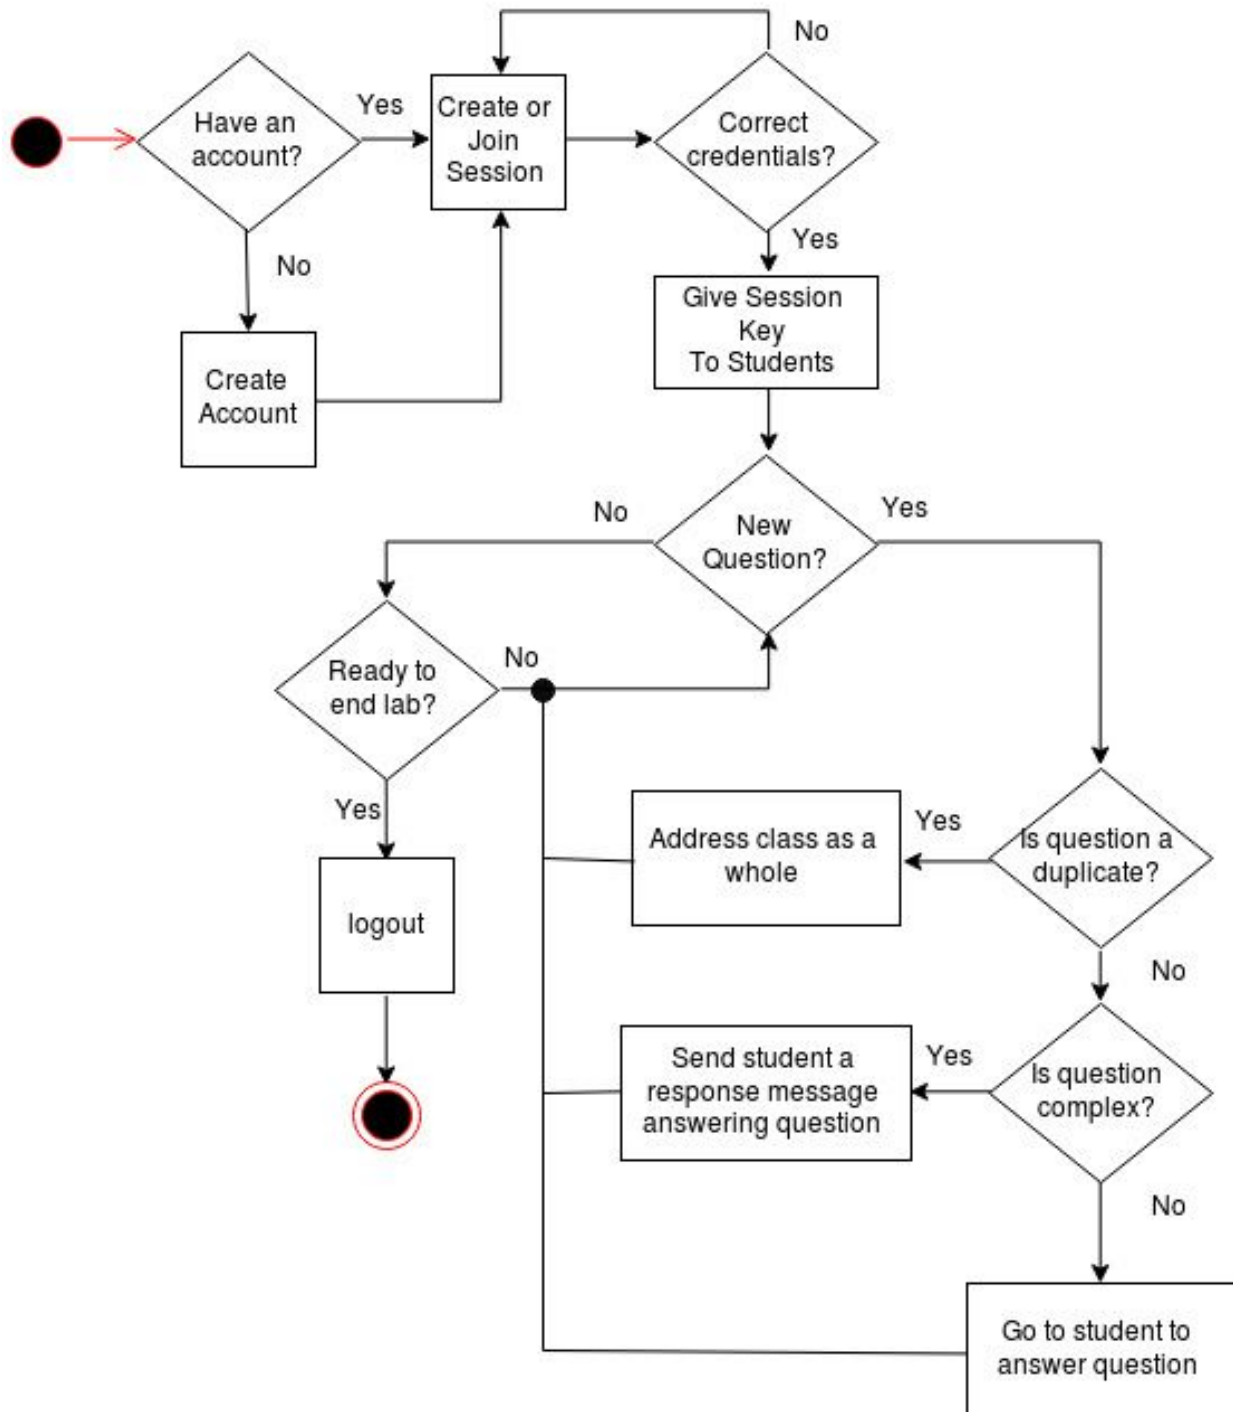 No
Have an
account?
Yes
Create or
Join
Session
Correct
credentials?
No
Yes
Create
Account
Give Session
Key
To Students
No
New
Question?
Yes
Ready to
end lab?
No
Yes
logout
Address class as a
whole
Yes
Is question a
duplicate?
No
Send student a
response message
answering question
Yes
Is question
complex?
No
Go to student to
answer question